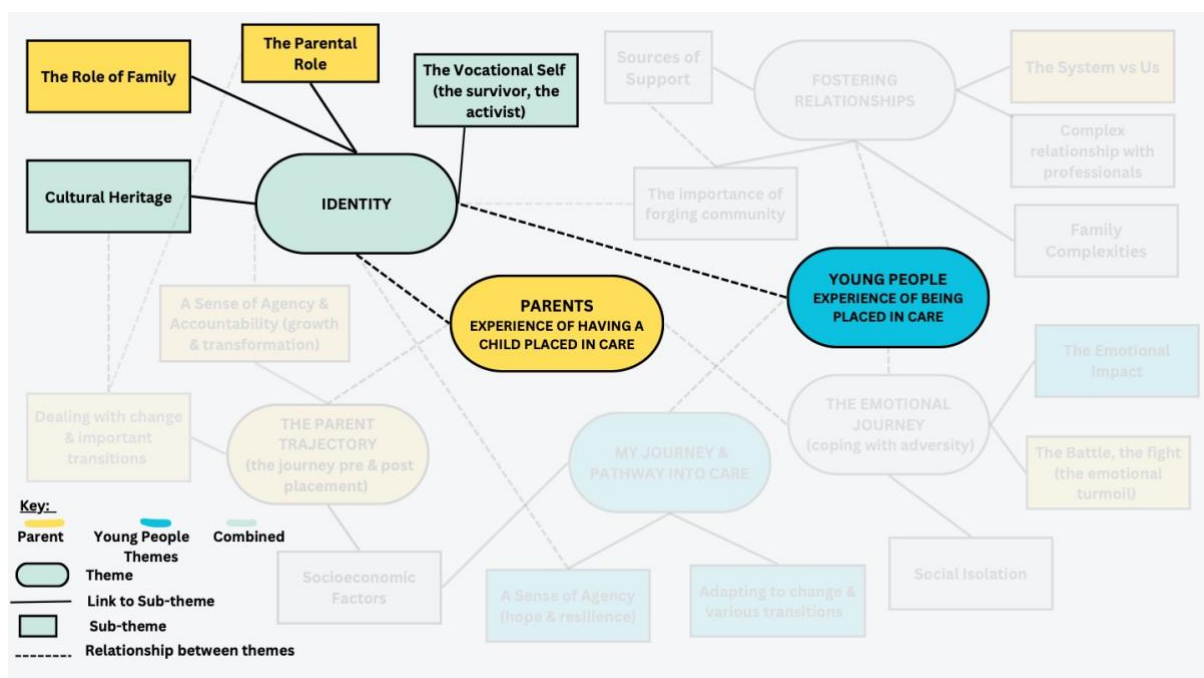 The Role of Family
The Parental
Role
The Vocational Self
(the survivor, the
activist)
Cultural Heritage
IDENTITY
Sources of
Support
FOSTERING
RELATIONSHIPS
The System vs Us
Complex
relationship with
professionals
The importance of
forging community
Family
Complexities
PARENTS
EXPERIENCE OF HAVING A
CHILD PLACED IN CARE
YOUNG PEOPLE
EXPERIENCE OF BEING
PLACED IN CARE
A Sense of Agency &
Accountability (growth
& transformation)
The Emotional
Impact
Dealing with change
& important
transitions
THE PARENT
TRAJECTORY
(the journey pre & post
placement)
MY JOURNEY &
PATHWAY INTO CARE
THE EMOTIONAL
JOURNEY
(coping with adversity)
The Battle, the fight
(the emotional
turmoil)
Socioeconomic
Factors
A Sense of Agency
(hope & resilience)
Adapting to change &
various transitions
Social Isolation
Key:
Parent
Young People
Themes
Combined
Theme
Link to Sub-theme
Sub-theme
Relationship between themes